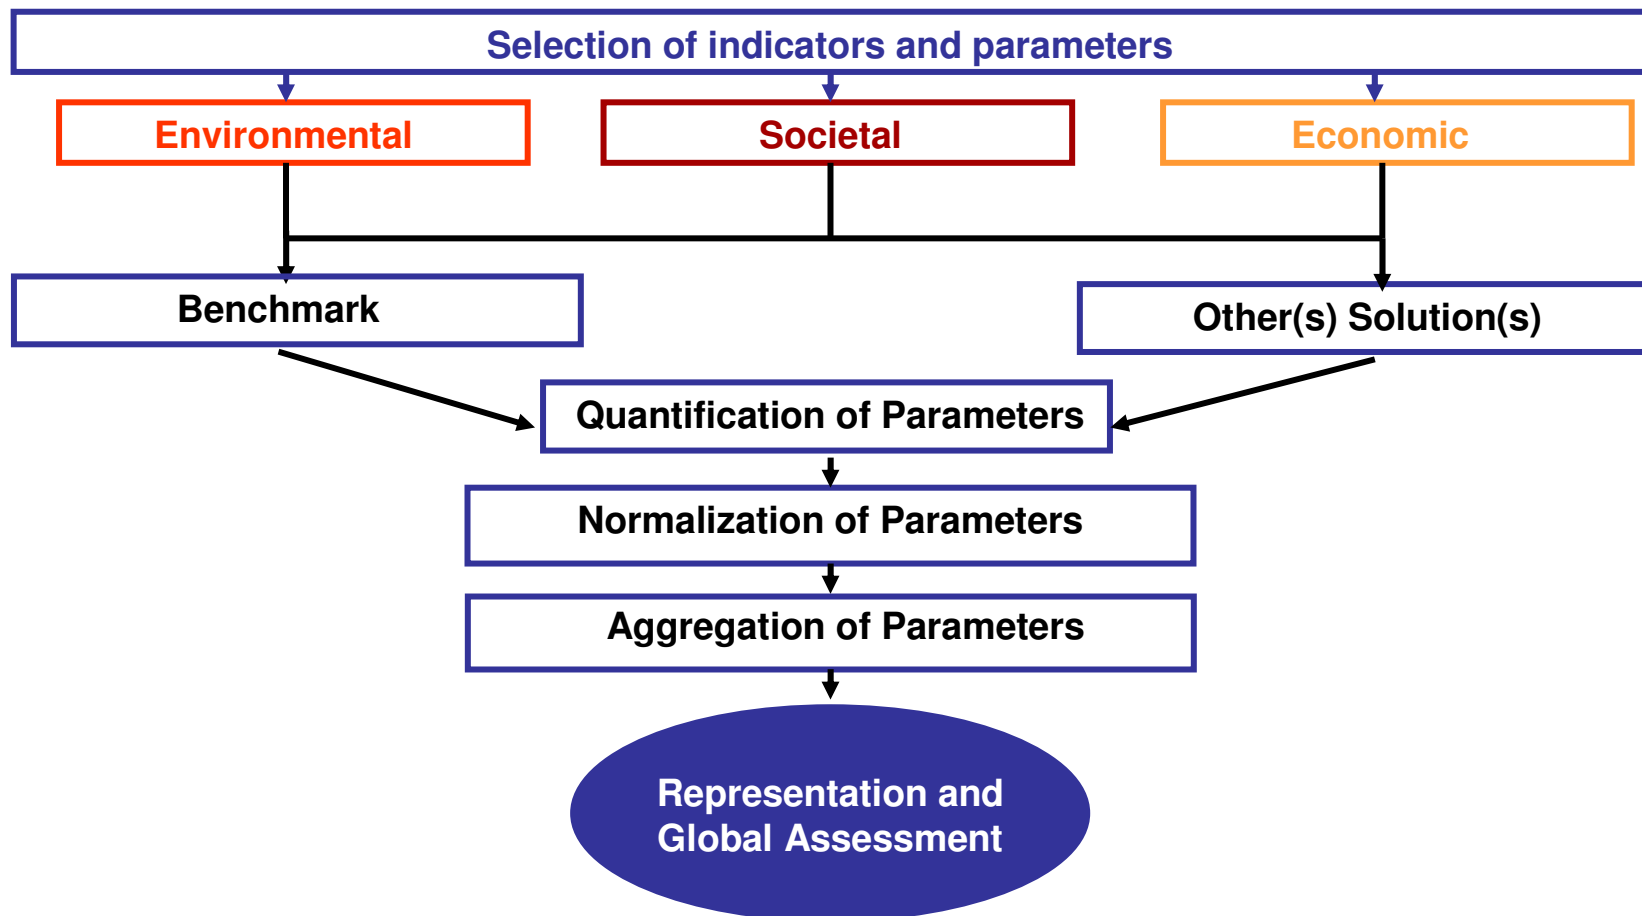 Selection of indicators and parameters
Environmental
Societal
Economic
Benchmark
Other(s) Solution(s)
Quantification of Parameters
Normalization of Parameters
Aggregation of Parameters
Representation and
Global Assessment